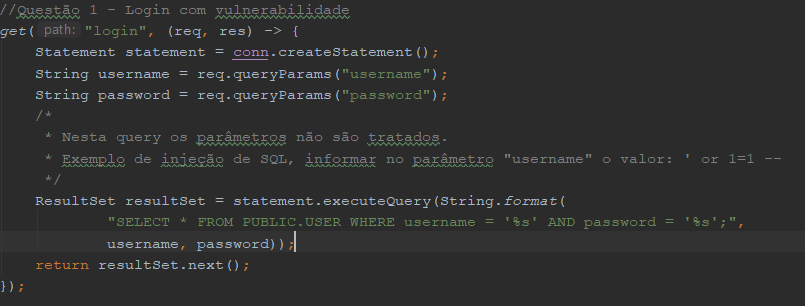 //Questão 1 - Login com vulnerabilidade
get( path: "login", (req, res) -> {
    Statement statement = conn.createStatement();
    String username = req.queryParams("username");
    String password = req.queryParams("password");
    /*
     * Nesta query os parâmetros não são tratados.
     * Exemplo de injeção de SQL, informar no parâmetro "username" o valor: ' or 1=1 --
     */
    ResultSet resultSet = statement.executeQuery(String.format(
            "SELECT * FROM PUBLIC.USER WHERE username = '%s' AND password = '%s';",
            username, password));
    return resultSet.next();
});